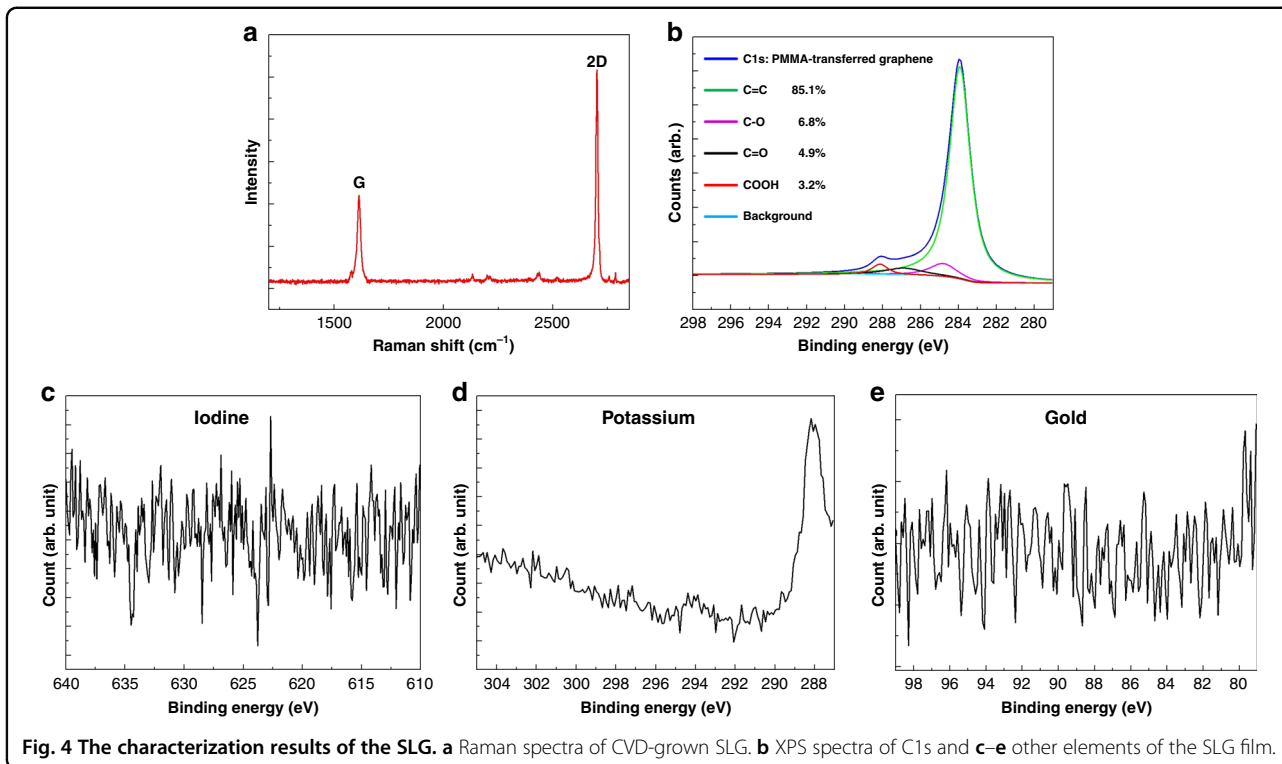 a
Intensity
G
2D
1500 2000 2500
Raman shift (cm⁻¹)
b
Counts (arb.)
C1s: PMMA-transferred graphene
C=C 85.1%
C-O 6.8%
C=O 4.9%
COOH 3.2%
Background
298 296 294 292 290 288 286 284 282 280
Binding energy (eV)
c
Iodine
Count (arb. unit)
640 635 630 625 620 615 610
Binding energy (eV)
d
Potassium
Count (arb. unit)
304 302 300 298 296 294 292 290 288
Binding energy (eV)
e
Gold
Count (arb. unit)
98 96 94 92 90 88 86 84 82 80
Binding energy (eV)
Fig. 4 The characterization results of the SLG. a Raman spectra of CVD-grown SLG. b XPS spectra of C1s and c–e other elements of the SLG film.